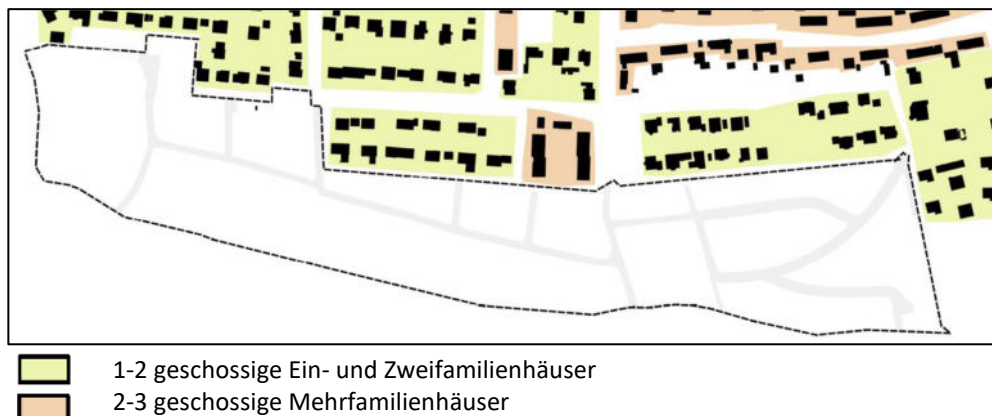 1-2 geschossige Ein- und Zweifamilienhäuser
2-3 geschossige Mehrfamilienhäuser